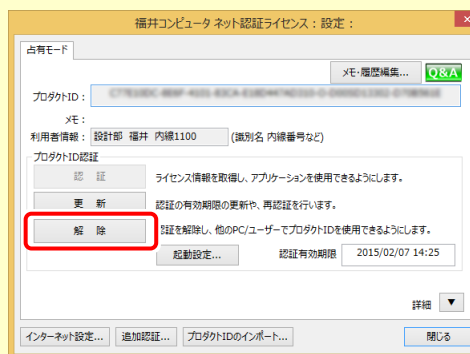 福井コンピュータ ネット認証ライセンス：設定：
占有モード
メモ・履歴編集... Q&A
プロダクトID：
メモ：
利用者情報： 設計部 福井 内線1100 (識別名 内線番号など)
プロダクトID認証
認 証 ライセンス情報を取得し、アプリケーションを使用できるようにします。
更 新 認証の有効期限の更新や、再認証を行います。
解 除 認証を解除し、他のPC/ユーザーでプロダクトIDを使用できるようにします。
起動設定... 認証有効期限 2015/02/07 14:25
詳細 ▼
インターネット設定... 追加認証... プロダクトIDのインポート... 閉じる